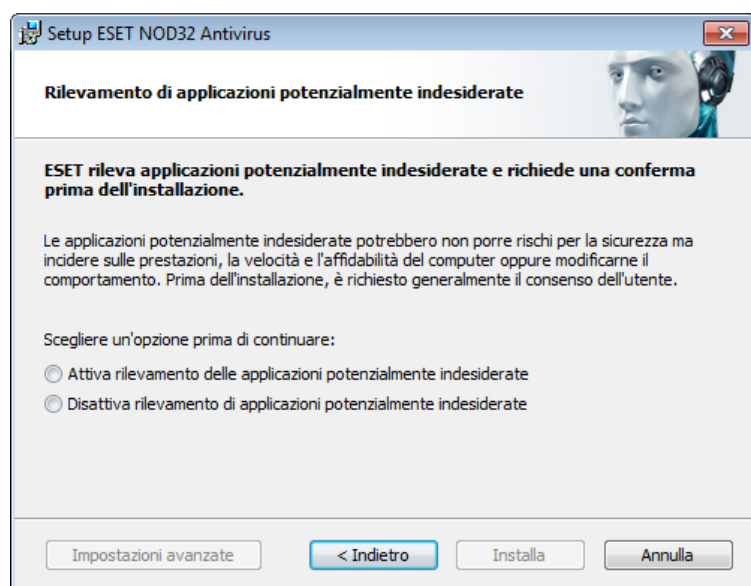 Setup ESET NOD32 Antivirus
Rilevamento di applicazioni potenzialmente indesiderate
ESET rileva applicazioni potenzialmente indesiderate e richiede una conferma
prima dell'installazione.
Le applicazioni potenzialmente indesiderate potrebbero non porre rischi per la sicurezza ma
incidere sulle prestazioni, la velocità e l'affidabilità del computer oppure modificarne il
comportamento. Prima dell'installazione, è richiesto generalmente il consenso dell'utente.
Scegliere un'opzione prima di continuare:
Attiva rilevamento delle applicazioni potenzialmente indesiderate
Disattiva rilevamento di applicazioni potenzialmente indesiderate
Impostazioni avanzate < Indietro Installa Annulla